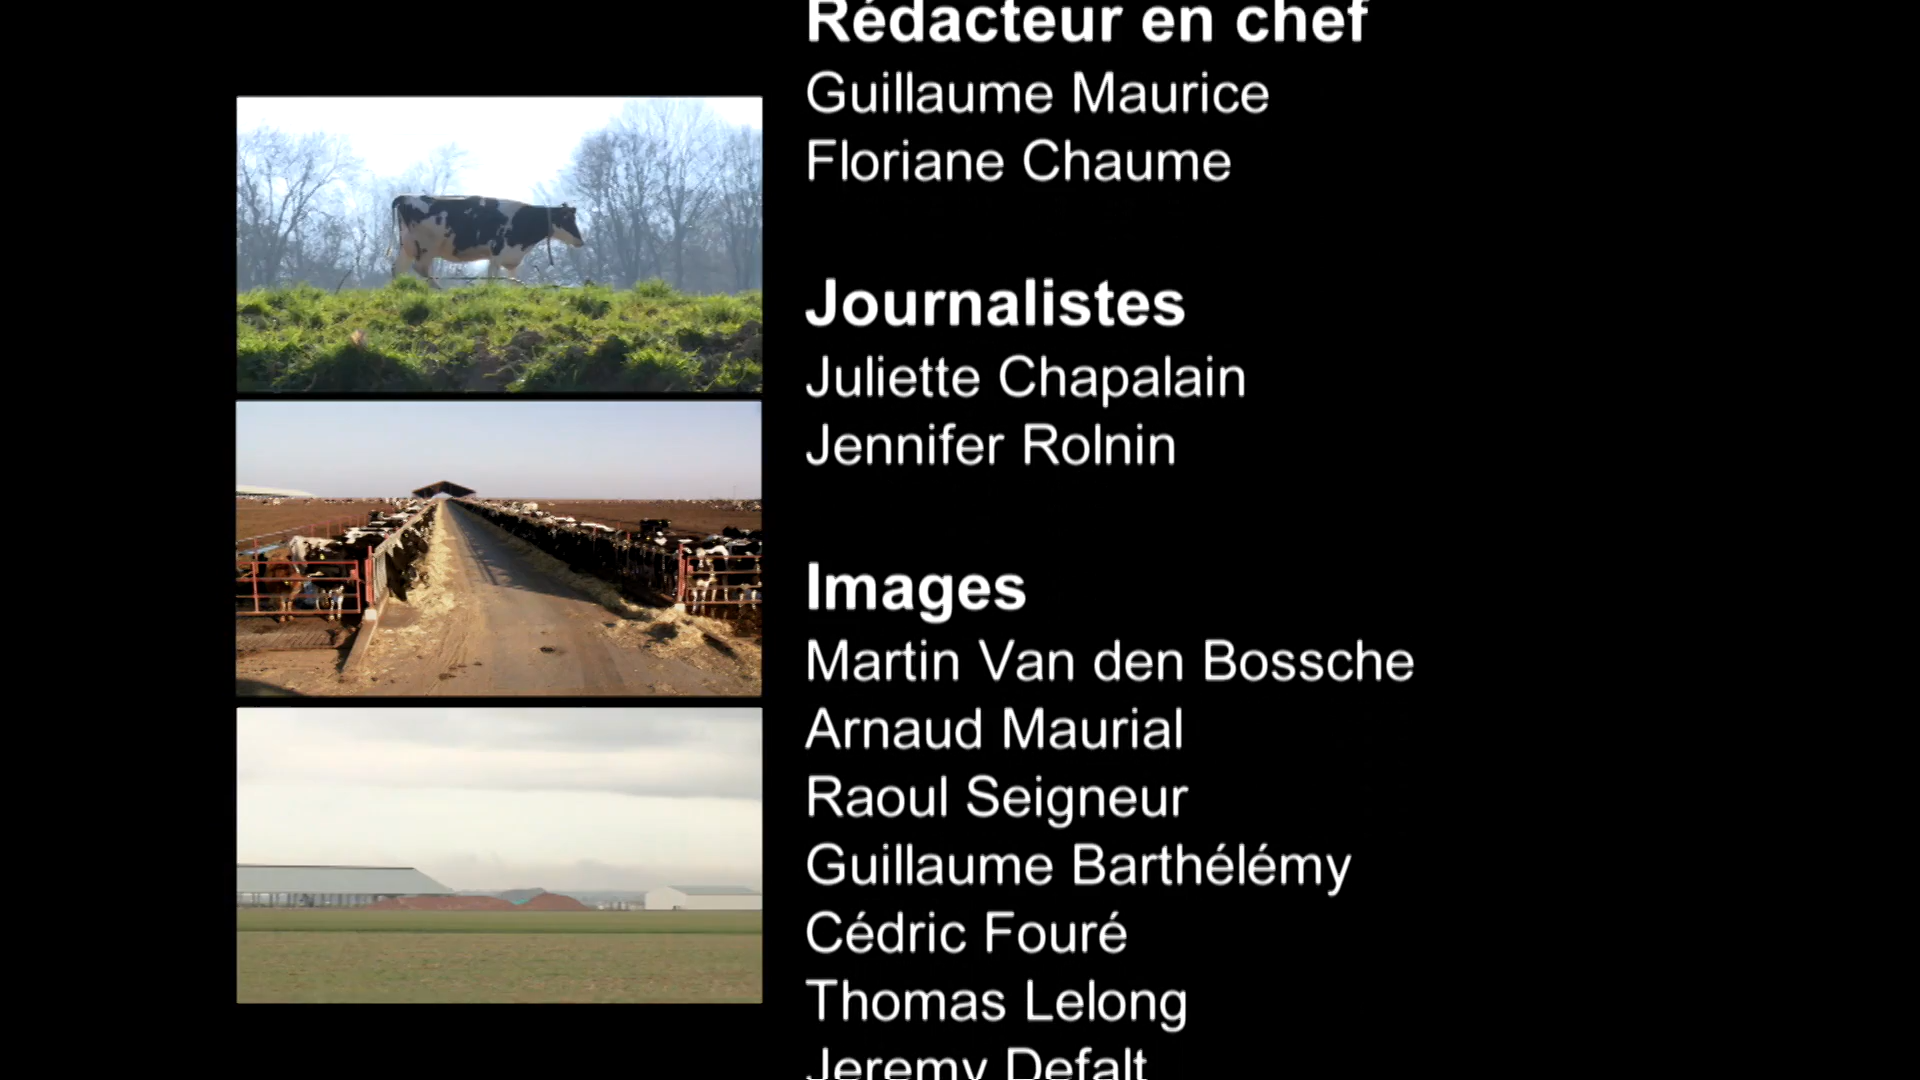 Rédacteur en chef
Guillaume Maurice
Floriane Chaume
Journalistes
Juliette Chapalain
Jennifer Rolnin
Images
Martin Van den Bossche
Arnaud Maurial
Raoul Seigneur
Guillaume Barthélémy
Cédric Fouré
Thomas Lelong
Jeremy Defalt